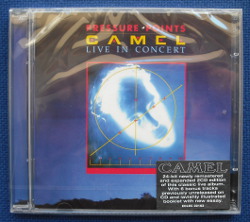 PRESSURE POINTS
CAMEL
LIVE IN CONCERT
CAMEL
24-bit newly remastered
and expanded 2CD edition
of this classic live album.
With 6 bonus tracks
previously unreleased on
CD and lavishly illustrated
booklet with new essay.